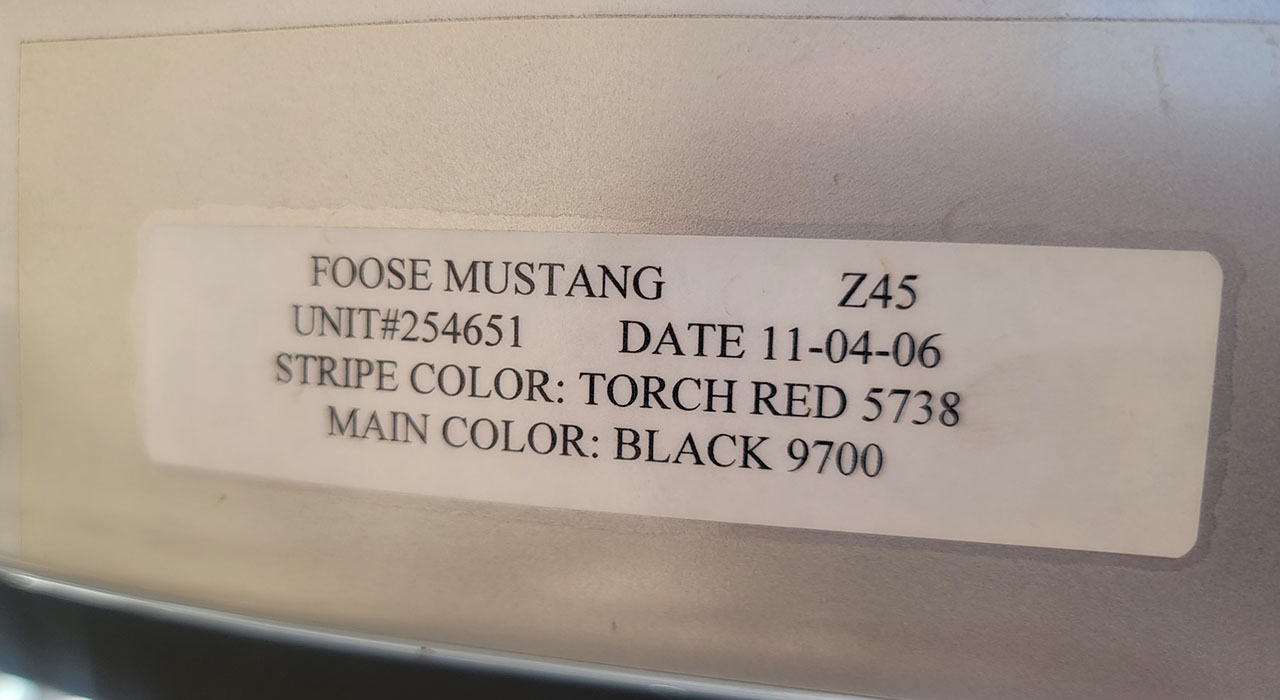 FOOSE MUSTANG Z45
UNIT#254651 DATE 11-04-06
STRIPE COLOR: TORCH RED 5738
MAIN COLOR: BLACK 9700